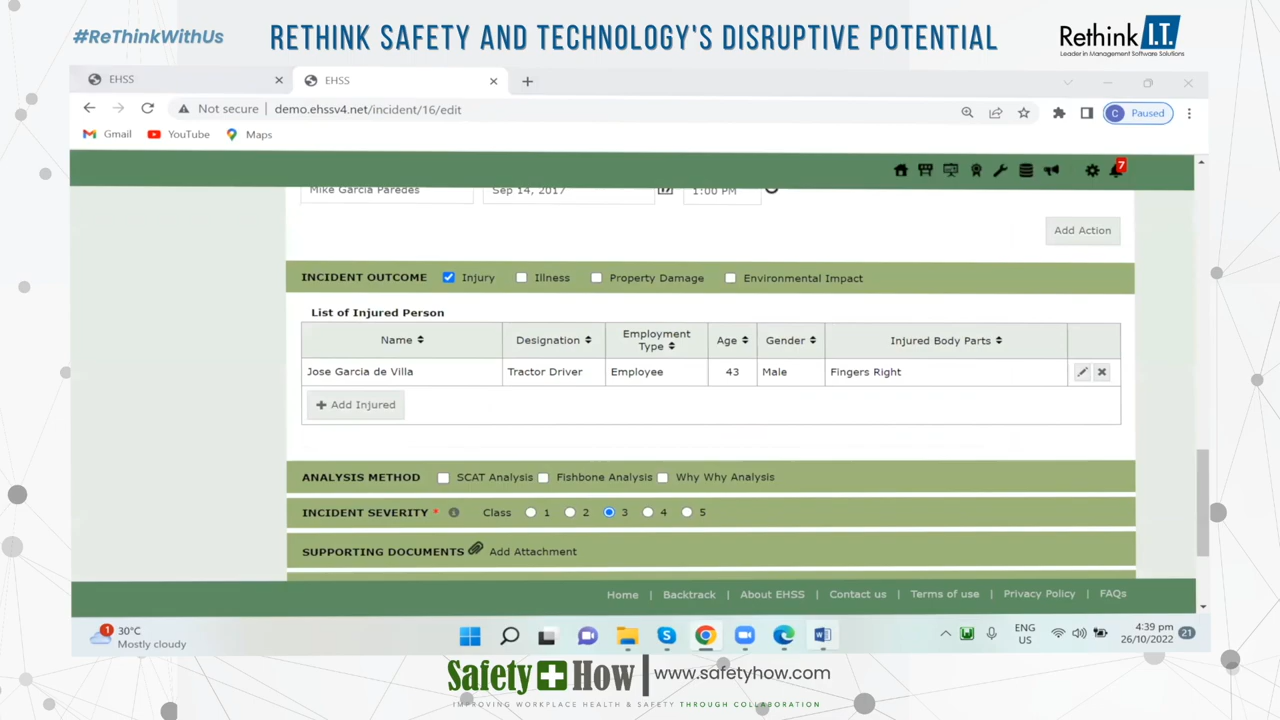 #ReThinkWithUs
RETHINK SAFETY AND TECHNOLOGY'S DISRUPTIVE POTENTIAL
Rethink I.T.
Leader in Management Software Solutions
EHSS
EHSS
Not secure
demo.ehssv4.net/incident/16/edit
C Paused
Gmail YouTube Maps
7
Mike Garcia Paredes Sep 14, 2017 1:00 PM
Add Action
INCIDENT OUTCOME Injury Illness Property Damage Environmental Impact
List of Injured Person
Name Designation Employment Type Age Gender Injured Body Parts
Jose Garcia de Villa Tractor Driver Employee 43 Male Fingers Right
Add Injured
ANALYSIS METHOD SCAT Analysis Fishbone Analysis Why Why Analysis
INCIDENT SEVERITY * Class 1 2 3 4 5
SUPPORTING DOCUMENTS Add Attachment
Home | Backtrack | About EHSS | Contact us | Terms of use | Privacy Policy | FAQs
1 30°C
Mostly cloudy
ENG
US
4:39 pm
26/10/2022
21
Safety How | www.safetyhow.com
IMPROVING WORKPLACE HEALTH & SAFETY THROUGH COLLABORATION